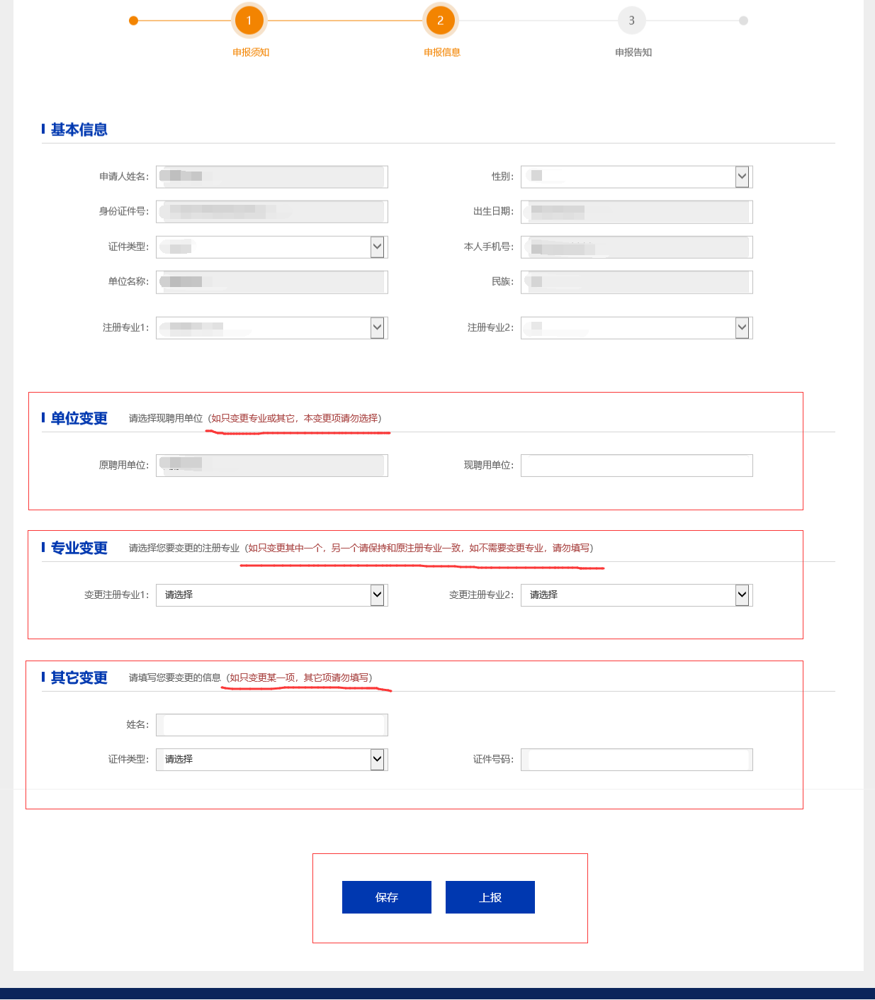 1 2 3
申报须知 申报信息 申报告知
基本信息
申请人姓名： 性别：
身份证件号： 出生日期：
证件类型： 本人手机号：
单位名称： 民族：
注册专业1： 注册专业2：
单位变更 请选择现聘用单位（如只变更专业或其它，本变更项请勿选择）
原聘用单位： 现聘用单位：
专业变更 请选择您要变更的注册专业（如只变更其中一个，另一个请保持和原注册专业一致，如不需要变更专业，请勿填写）
变更注册专业1： 请选择 变更注册专业2： 请选择
其它变更 请填写您要变更的信息（如只变更某一项，其它项请勿填写）
姓名：
证件类型： 请选择 证件号码：
保存 上报